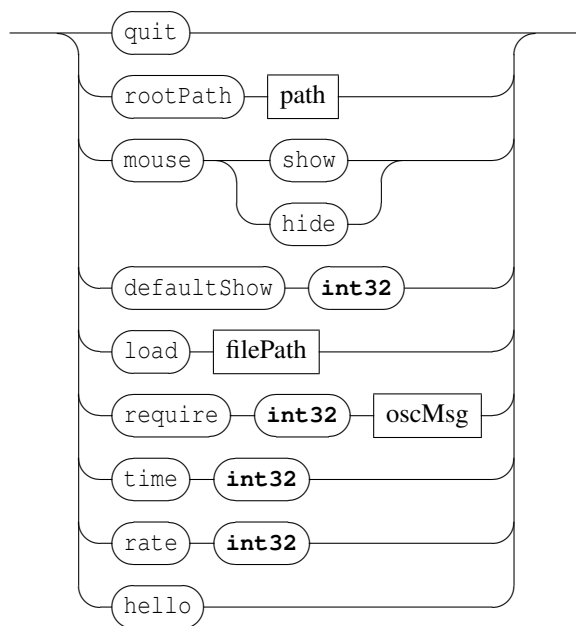 quit
rootPath path
mouse show
hide
defaultShow int32
load filePath
require int32 oscMsg
time int32
rate int32
hello